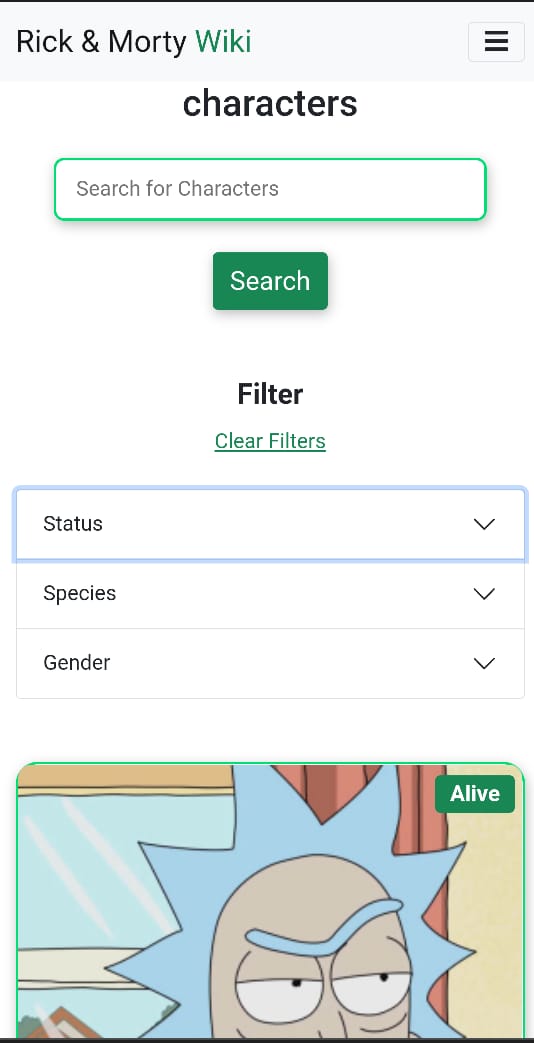 Rick & Morty Wiki
characters
Search for Characters
Search
Filter
Clear Filters
Status
Species
Gender
Alive